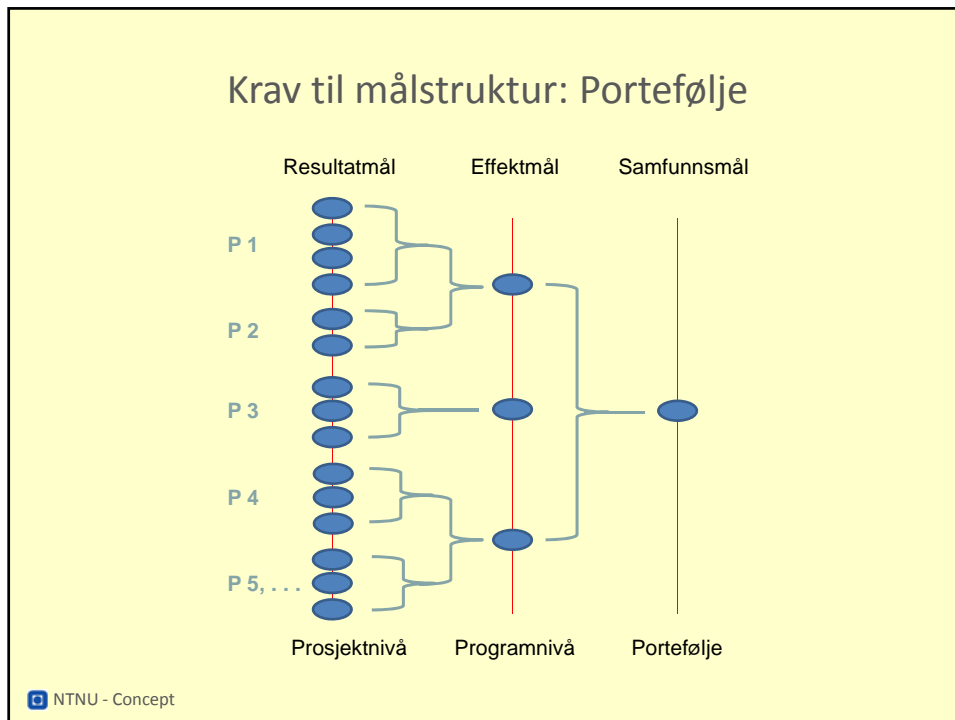 Krav til målstruktur: Portefølje
Resultatmål Effektmål Samfunnsmål
P 1
P 2
P 3
P 4
P 5, . . .
Prosjektnivå Programnivå Portefølje
NTNU - Concept